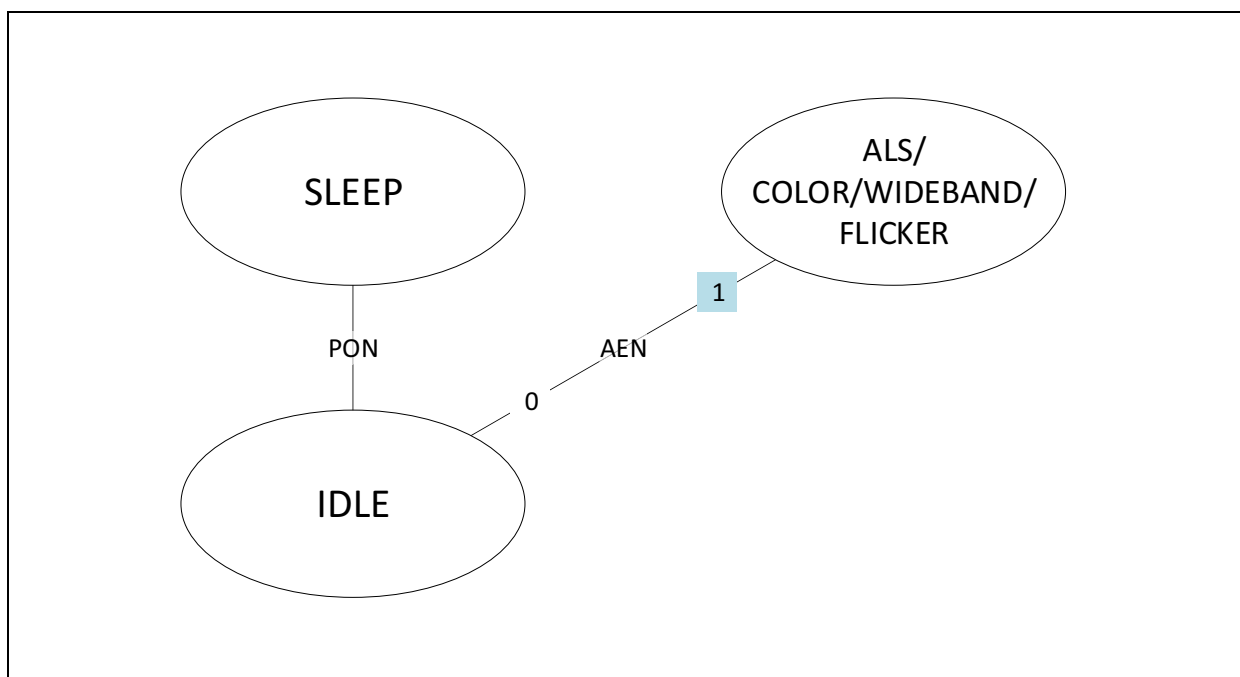 SLEEP
ALS/
COLOR/WIDEBAND/
FLICKER
1
PON
AEN
0
IDLE